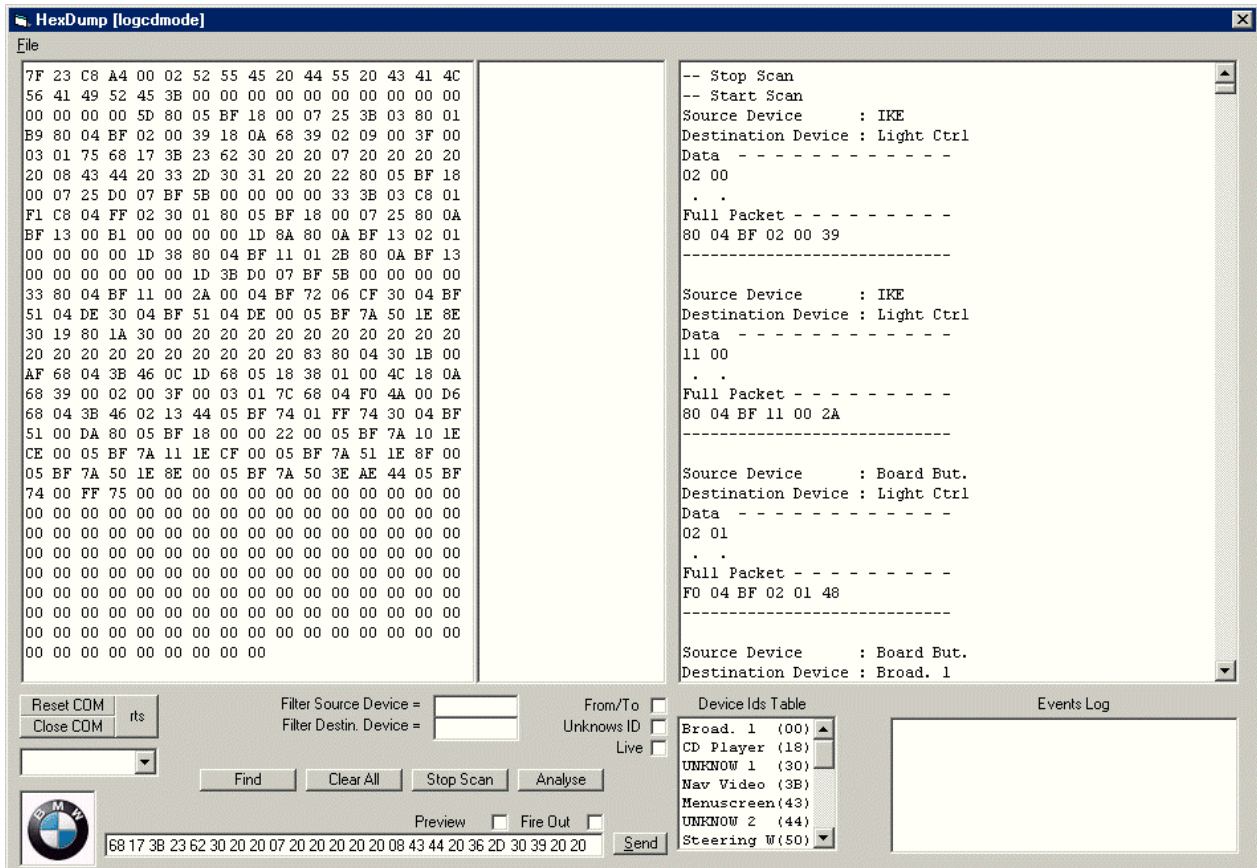 HexDump [logcdmode]
File
7F 23 C8 A4 00 02 52 55 45 20 44 55 20 43 41 4C
56 41 49 52 45 3B 00 00 00 00 00 00 00 00 00 00
00 00 00 00 5D 80 05 BF 18 00 07 25 3B 03 80 01
B9 80 04 BF 02 00 39 18 0A 68 39 02 09 00 3F 00
03 01 75 68 17 3B 23 62 30 20 20 07 20 20 20 20
20 08 43 44 20 33 2D 30 31 20 20 22 80 05 BF 18
00 07 25 D0 07 BF 5B 00 00 00 00 33 3B 03 C8 01
F1 C8 04 FF 02 30 01 80 05 BF 18 00 07 25 80 0A
BF 13 00 B1 00 00 00 00 1D 8A 80 0A BF 13 02 01
00 00 00 00 1D 38 80 04 BF 11 01 2B 80 0A BF 13
00 00 00 00 00 00 1D 3B D0 07 BF 5B 00 00 00 00
33 80 04 BF 11 00 2A 00 04 BF 72 06 CF 30 04 BF
51 04 DE 30 04 BF 51 04 DE 00 05 BF 7A 50 1E 8E
30 19 80 1A 30 00 20 20 20 20 20 20 20 20 20 20
20 20 20 20 20 20 20 20 20 20 83 80 04 30 1B 00
AF 68 04 3B 46 0C 1D 68 05 18 38 01 00 4C 18 0A
68 39 00 02 00 3F 00 03 01 7C 68 04 F0 4A 00 D6
68 04 3B 46 02 13 44 05 BF 74 01 FF 74 30 04 BF
51 00 DA 80 05 BF 18 00 00 22 00 05 BF 7A 10 1E
CE 00 05 BF 7A 11 1E CF 00 05 BF 7A 51 1E 8F 00
05 BF 7A 50 1E 8E 00 05 BF 7A 50 3E AE 44 05 BF
74 00 FF 75 00 00 00 00 00 00 00 00 00 00 00 00
00 00 00 00 00 00 00 00 00 00 00 00 00 00 00 00
00 00 00 00 00 00 00 00 00 00 00 00 00 00 00 00
00 00 00 00 00 00 00 00 00 00 00 00 00 00 00 00
00 00 00 00 00 00 00 00 00 00 00 00 00 00 00 00
00 00 00 00 00 00 00 00 00 00 00 00 00 00 00 00
00 00 00 00 00 00 00 00 00 00 00 00 00 00 00 00
00 00 00 00 00 00 00 00 00 00 00 00 00 00 00 00
00 00 00 00 00 00 00 00 00
-- Stop Scan
-- Start Scan
Source Device : IKE
Destination Device : Light Ctrl
Data - - - - - - - - - - - -
02 00
. .
Full Packet - - - - - - - - -
80 04 BF 02 00 39
----------------------------
Source Device : IKE
Destination Device : Light Ctrl
Data - - - - - - - - - - - -
11 00
. .
Full Packet - - - - - - - - -
80 04 BF 11 00 2A
----------------------------
Source Device : Board But.
Destination Device : Light Ctrl
Data - - - - - - - - - - - -
02 01
. .
Full Packet - - - - - - - - -
F0 04 BF 02 01 48
----------------------------
Source Device : Board But.
Destination Device : Broad. 1
Reset COM
Close COM
rts
Filter Source Device =
Filter Destin. Device =
From/To
Unknows ID
Live
Find
Clear All
Stop Scan
Analyse
Preview
Fire Out
BMW
68 17 3B 23 62 30 20 20 07 20 20 20 20 20 08 43 44 20 36 2D 30 39 20 20
Send
Device Ids Table
Broad. 1 (00)
CD Player (18)
UNKNOW 1 (30)
Nav Video (3B)
Menuscreen(43)
UNKNOW 2 (44)
Steering W(50)
Events Log